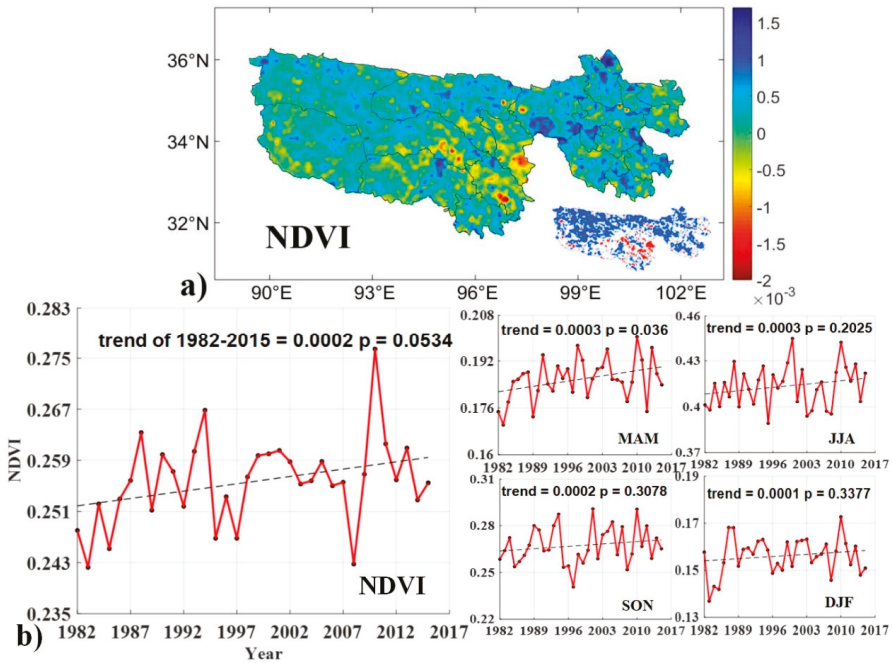 36°N
34°N
32°N
NDVI
a)
90°E
93°E
96°E
99°E
102°E
1.5
1
0.5
0
-0.5
-1
-1.5
-2
×10⁻³
0.283
0.275
0.267
0.259
0.251
0.243
0.235
NDVI
trend of 1982-2015 = 0.0002 p = 0.0534
NDVI
1982
1987
1992
1997
2002
2007
2012
2017
Year
b)
0.208
0.192
0.176
0.16
trend = 0.0003 p = 0.036
MAM
1982 1989 1996 2003 2010 2017
0.46
0.43
0.4
0.37
trend = 0.0003 p = 0.2025
JJA
1982 1989 1996 2003 2010 2017
0.31
0.28
0.25
0.22
trend = 0.0002 p = 0.3078
SON
1982 1989 1996 2003 2010 2017
0.19
0.17
0.15
0.13
trend = 0.0001 p = 0.3377
DJF
1982 1989 1996 2003 2010 2017